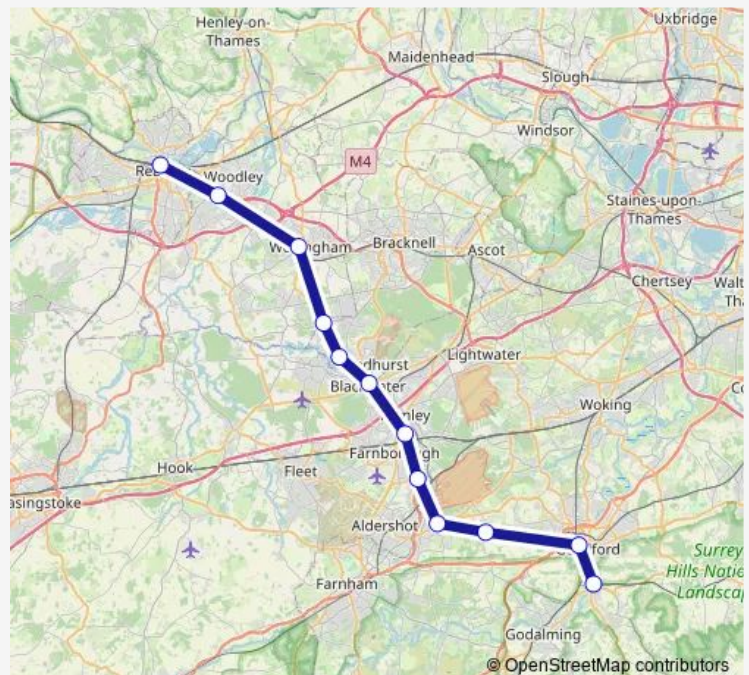 Henley-on-
Thames
Uxbridge
Maidenhead
Slough
Windsor
M4
Woodley
Staines-upon-
Thames
Bracknell
Ascot
Chertsey
Lightwater
Woking
Hook
Fleet
asingstoke
Aldershot
Surrey
Hills Natio
Landscap
Farnham
Godalming
© OpenStreetMap contributors